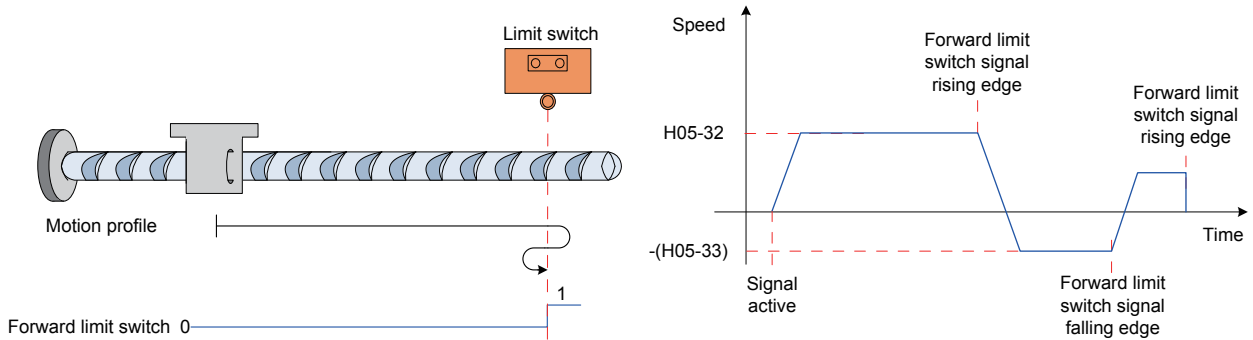 Limit switch
Motion profile
1
Forward limit switch 0
Speed
Forward limit
switch signal
rising edge
Forward limit
switch signal
rising edge
H05-32
Time
-(H05-33)
Signal
active
Forward limit
switch signal
falling edge